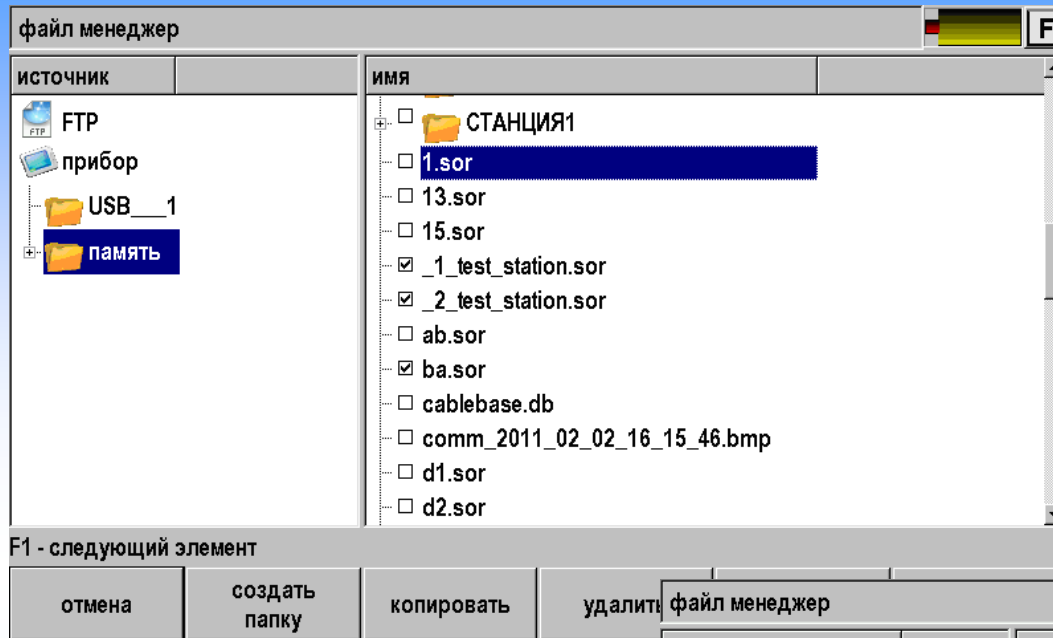 файл менеджер
F
источник
имя
FTP
FTP
прибор
USB___1
память
СТАНЦИЯ1
1.sor
13.sor
15.sor
_1_test_station.sor
_2_test_station.sor
ab.sor
ba.sor
cablebase.db
comm_2011_02_02_16_15_46.bmp
d1.sor
d2.sor
F1 - следующий элемент
отмена
создать
папку
копировать
удалить
файл менеджер